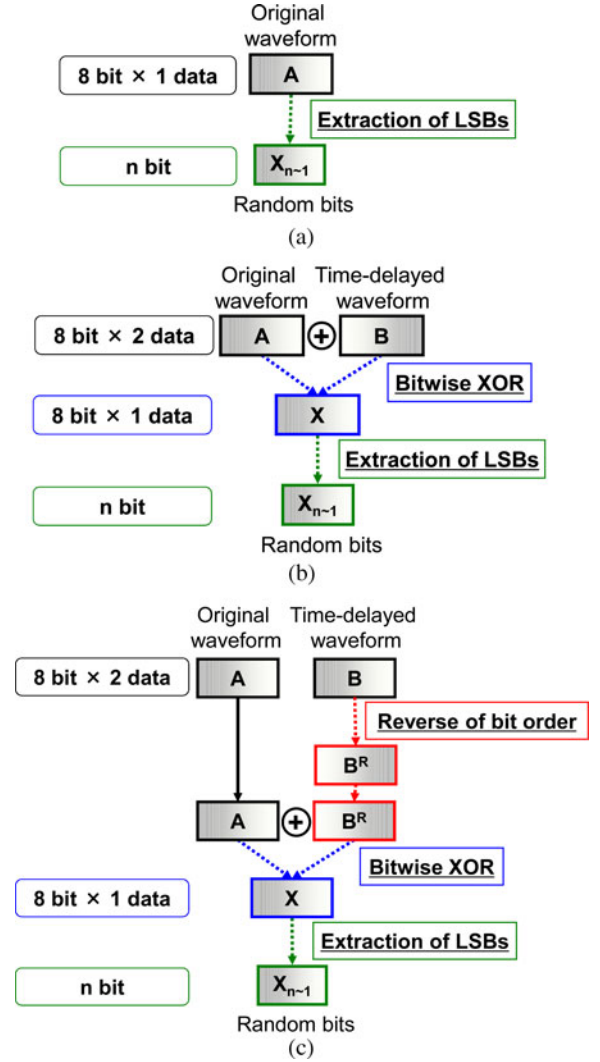 Original
waveform
8 bit × 1 data
A
Extraction of LSBs
n bit
Xn~1
Random bits
(a)
Original
waveform
Time-delayed
waveform
8 bit × 2 data
A
+
B
Bitwise XOR
8 bit × 1 data
X
Extraction of LSBs
n bit
Xn~1
Random bits
(b)
Original
waveform
Time-delayed
waveform
8 bit × 2 data
A
B
Reverse of bit order
B^R
A
+
B^R
Bitwise XOR
8 bit × 1 data
X
Extraction of LSBs
n bit
Xn~1
Random bits
(c)